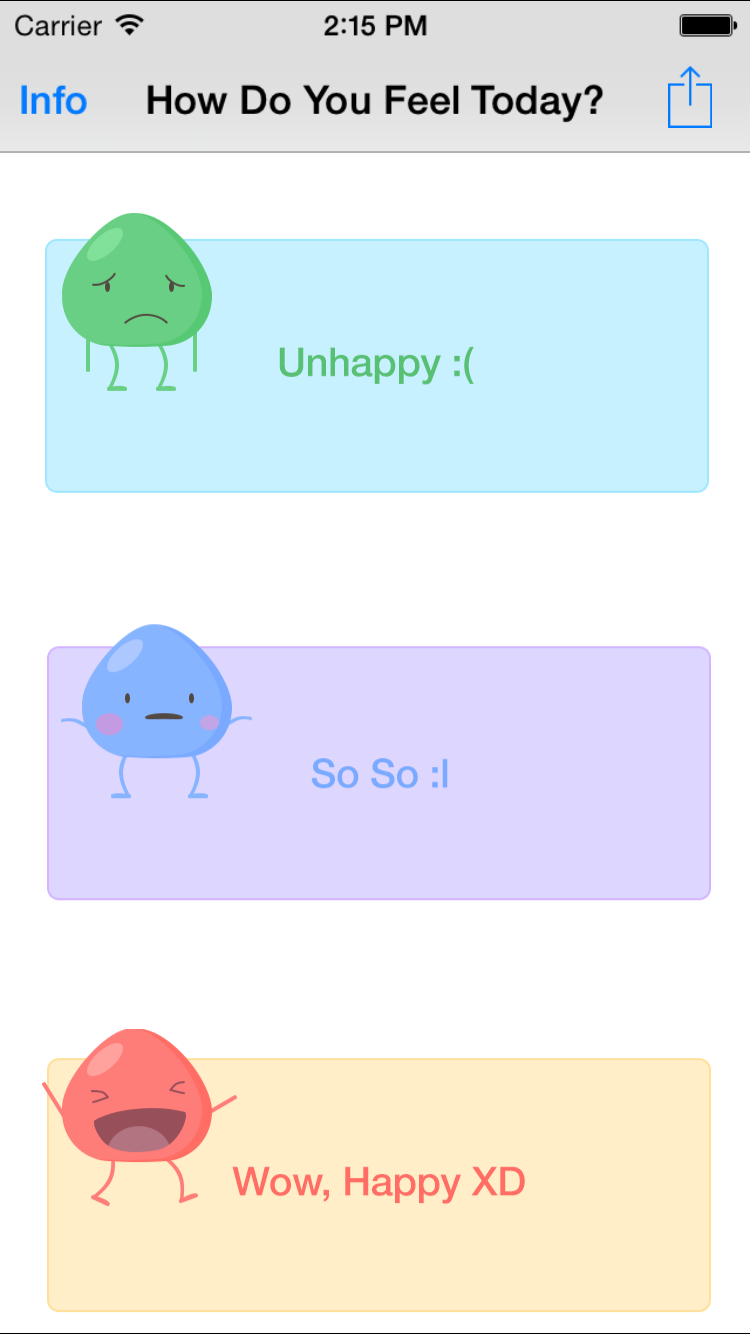 Carrier 2:15 PM
Info How Do You Feel Today?
Unhappy :(
So So :l
Wow, Happy XD